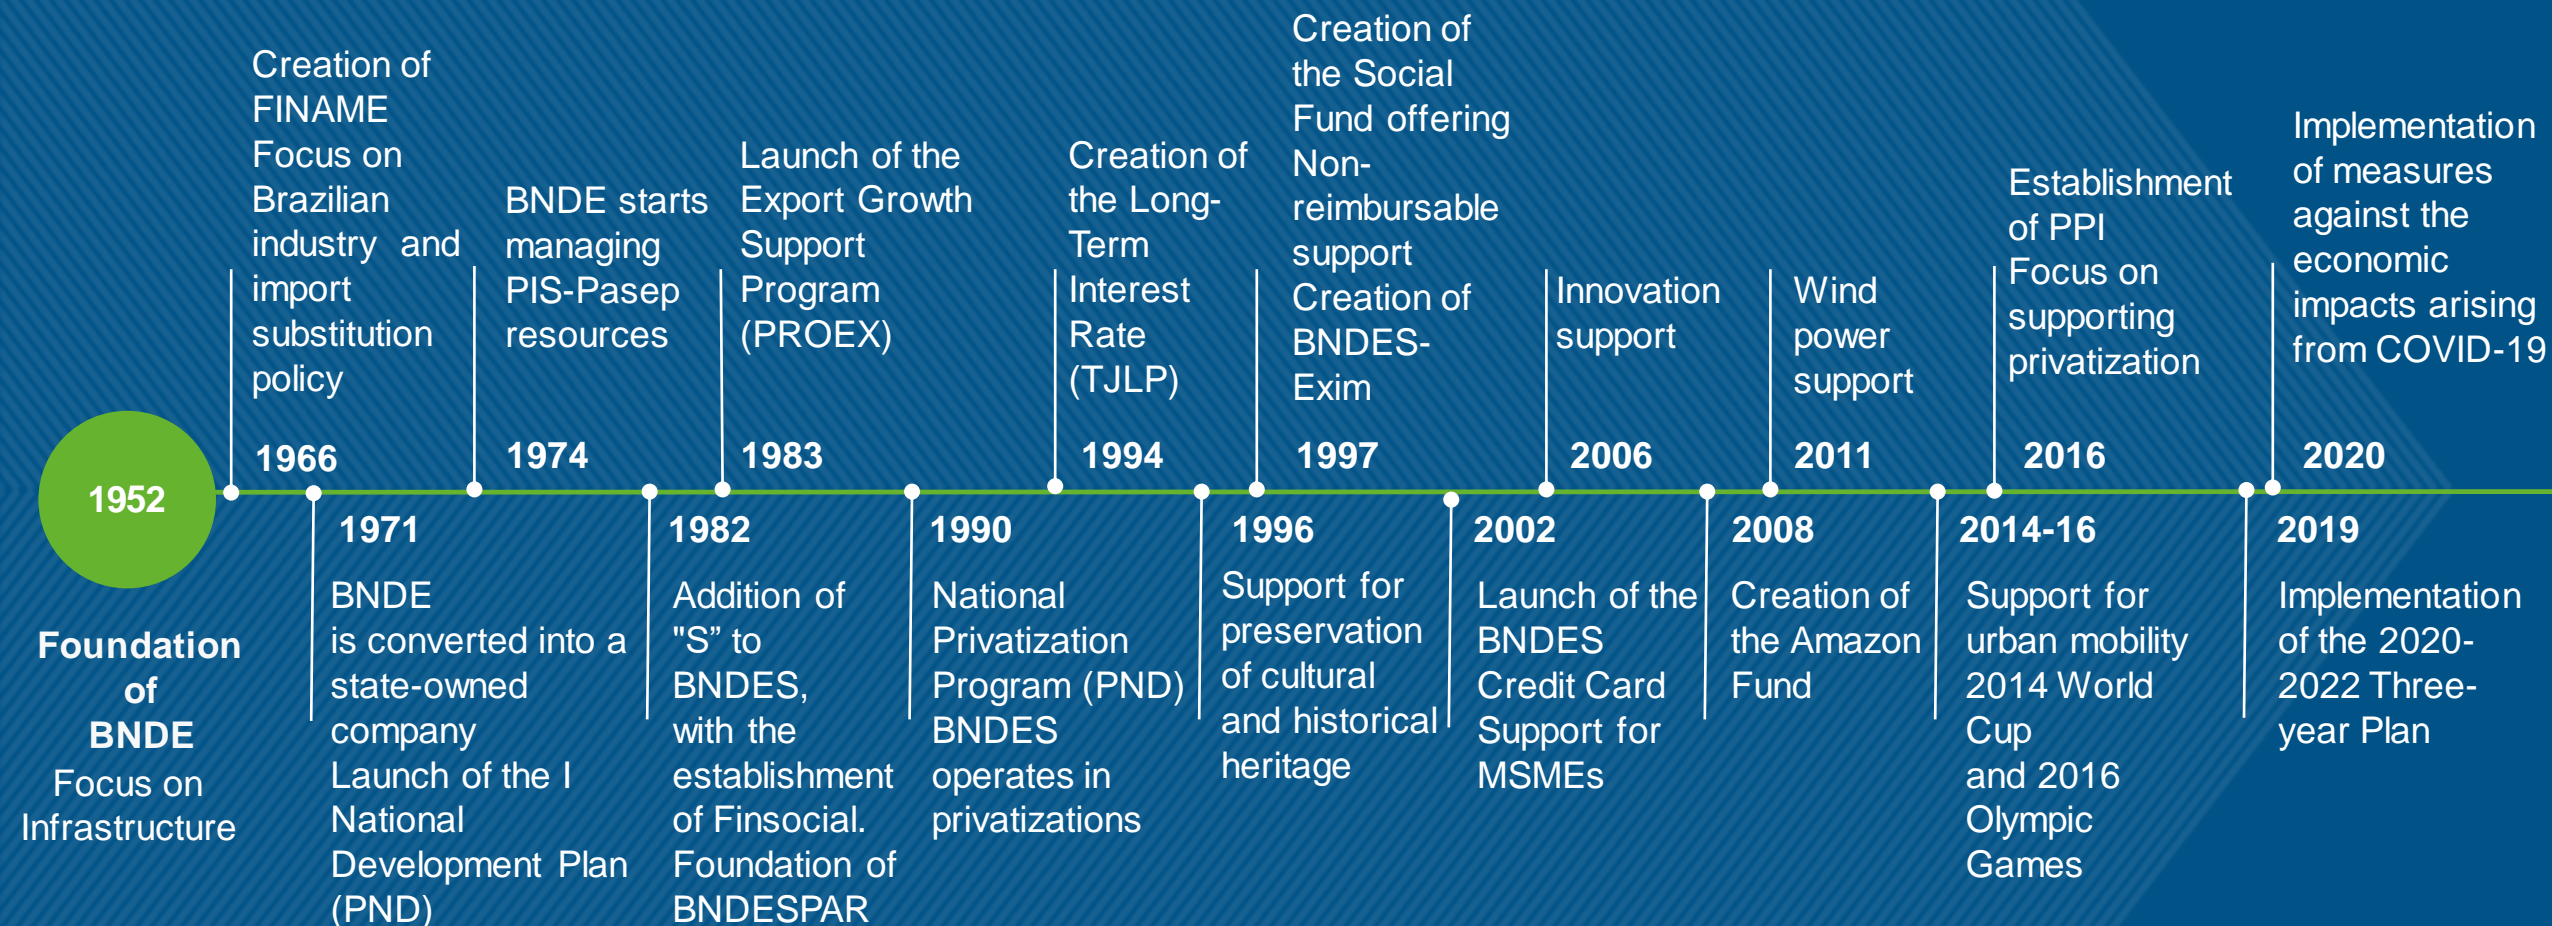 1952
Foundation
of
BNDE
Focus on
Infrastructure
Creation of
FINAME
Focus on
Brazilian
industry and
import
substitution
policy
1966
1971
BNDE
is converted into a
state-owned
company
Launch of the I
National
Development Plan
(PND)
BNDE starts
managing
PIS-Pasep
resources
1974
1982
Addition of
"S” to
BNDES,
with the
establishment
of Finsocial.
Foundation of
BNDESPAR
Launch of the
Export Growth
Support
Program
(PROEX)
1983
1990
National
Privatization
Program (PND)
BNDES
operates in
privatizations
Creation of
the Long-
Term
Interest
Rate
(TJLP)
1994
1996
Support for
preservation
of cultural
and historical
heritage
Creation of
the Social
Fund offering
Non-
reimbursable
support
Creation of
BNDES-
Exim
1997
2002
Launch of the
BNDES
Credit Card
Support for
MSMEs
Innovation
support
2006
2008
Creation of
the Amazon
Fund
Wind
power
support
2011
2014-16
Support for
urban mobility
2014 World
Cup
and 2016
Olympic
Games
Establishment
of PPI
Focus on
supporting
privatization
2016
2019
Implementation
of the 2020-
2022 Three-
year Plan
Implementation
of measures
against the
economic
impacts arising
from COVID-19
2020